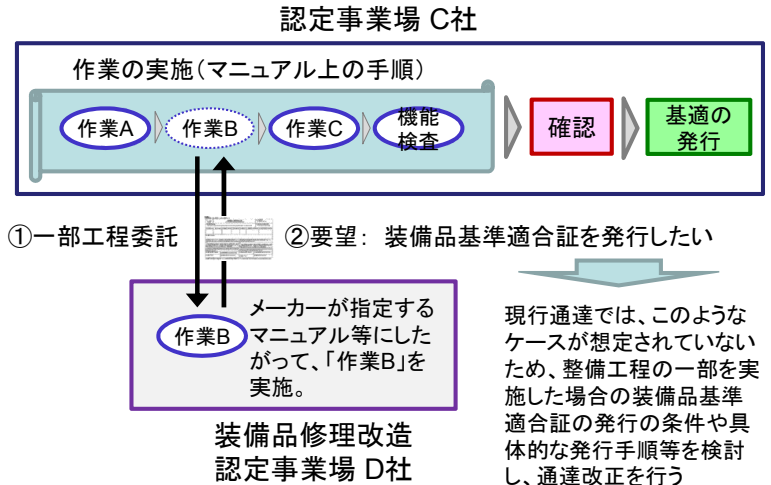 認定事業場 C社
作業の実施(マニュアル上の手順)
作業A
作業B
作業C
機能
検査
確認
基適の
発行
①一部工程委託
②要望: 装備品基準適合証を発行したい
作業B
メーカーが指定する
マニュアル等にした
がって、「作業B」を
実施。
装備品修理改造
認定事業場 D社
現行通達では、このような
ケースが想定されていない
ため、整備工程の一部を実
施した場合の装備品基準
適合証の発行の条件や具
体的な発行手順等を検討
し、通達改正を行う